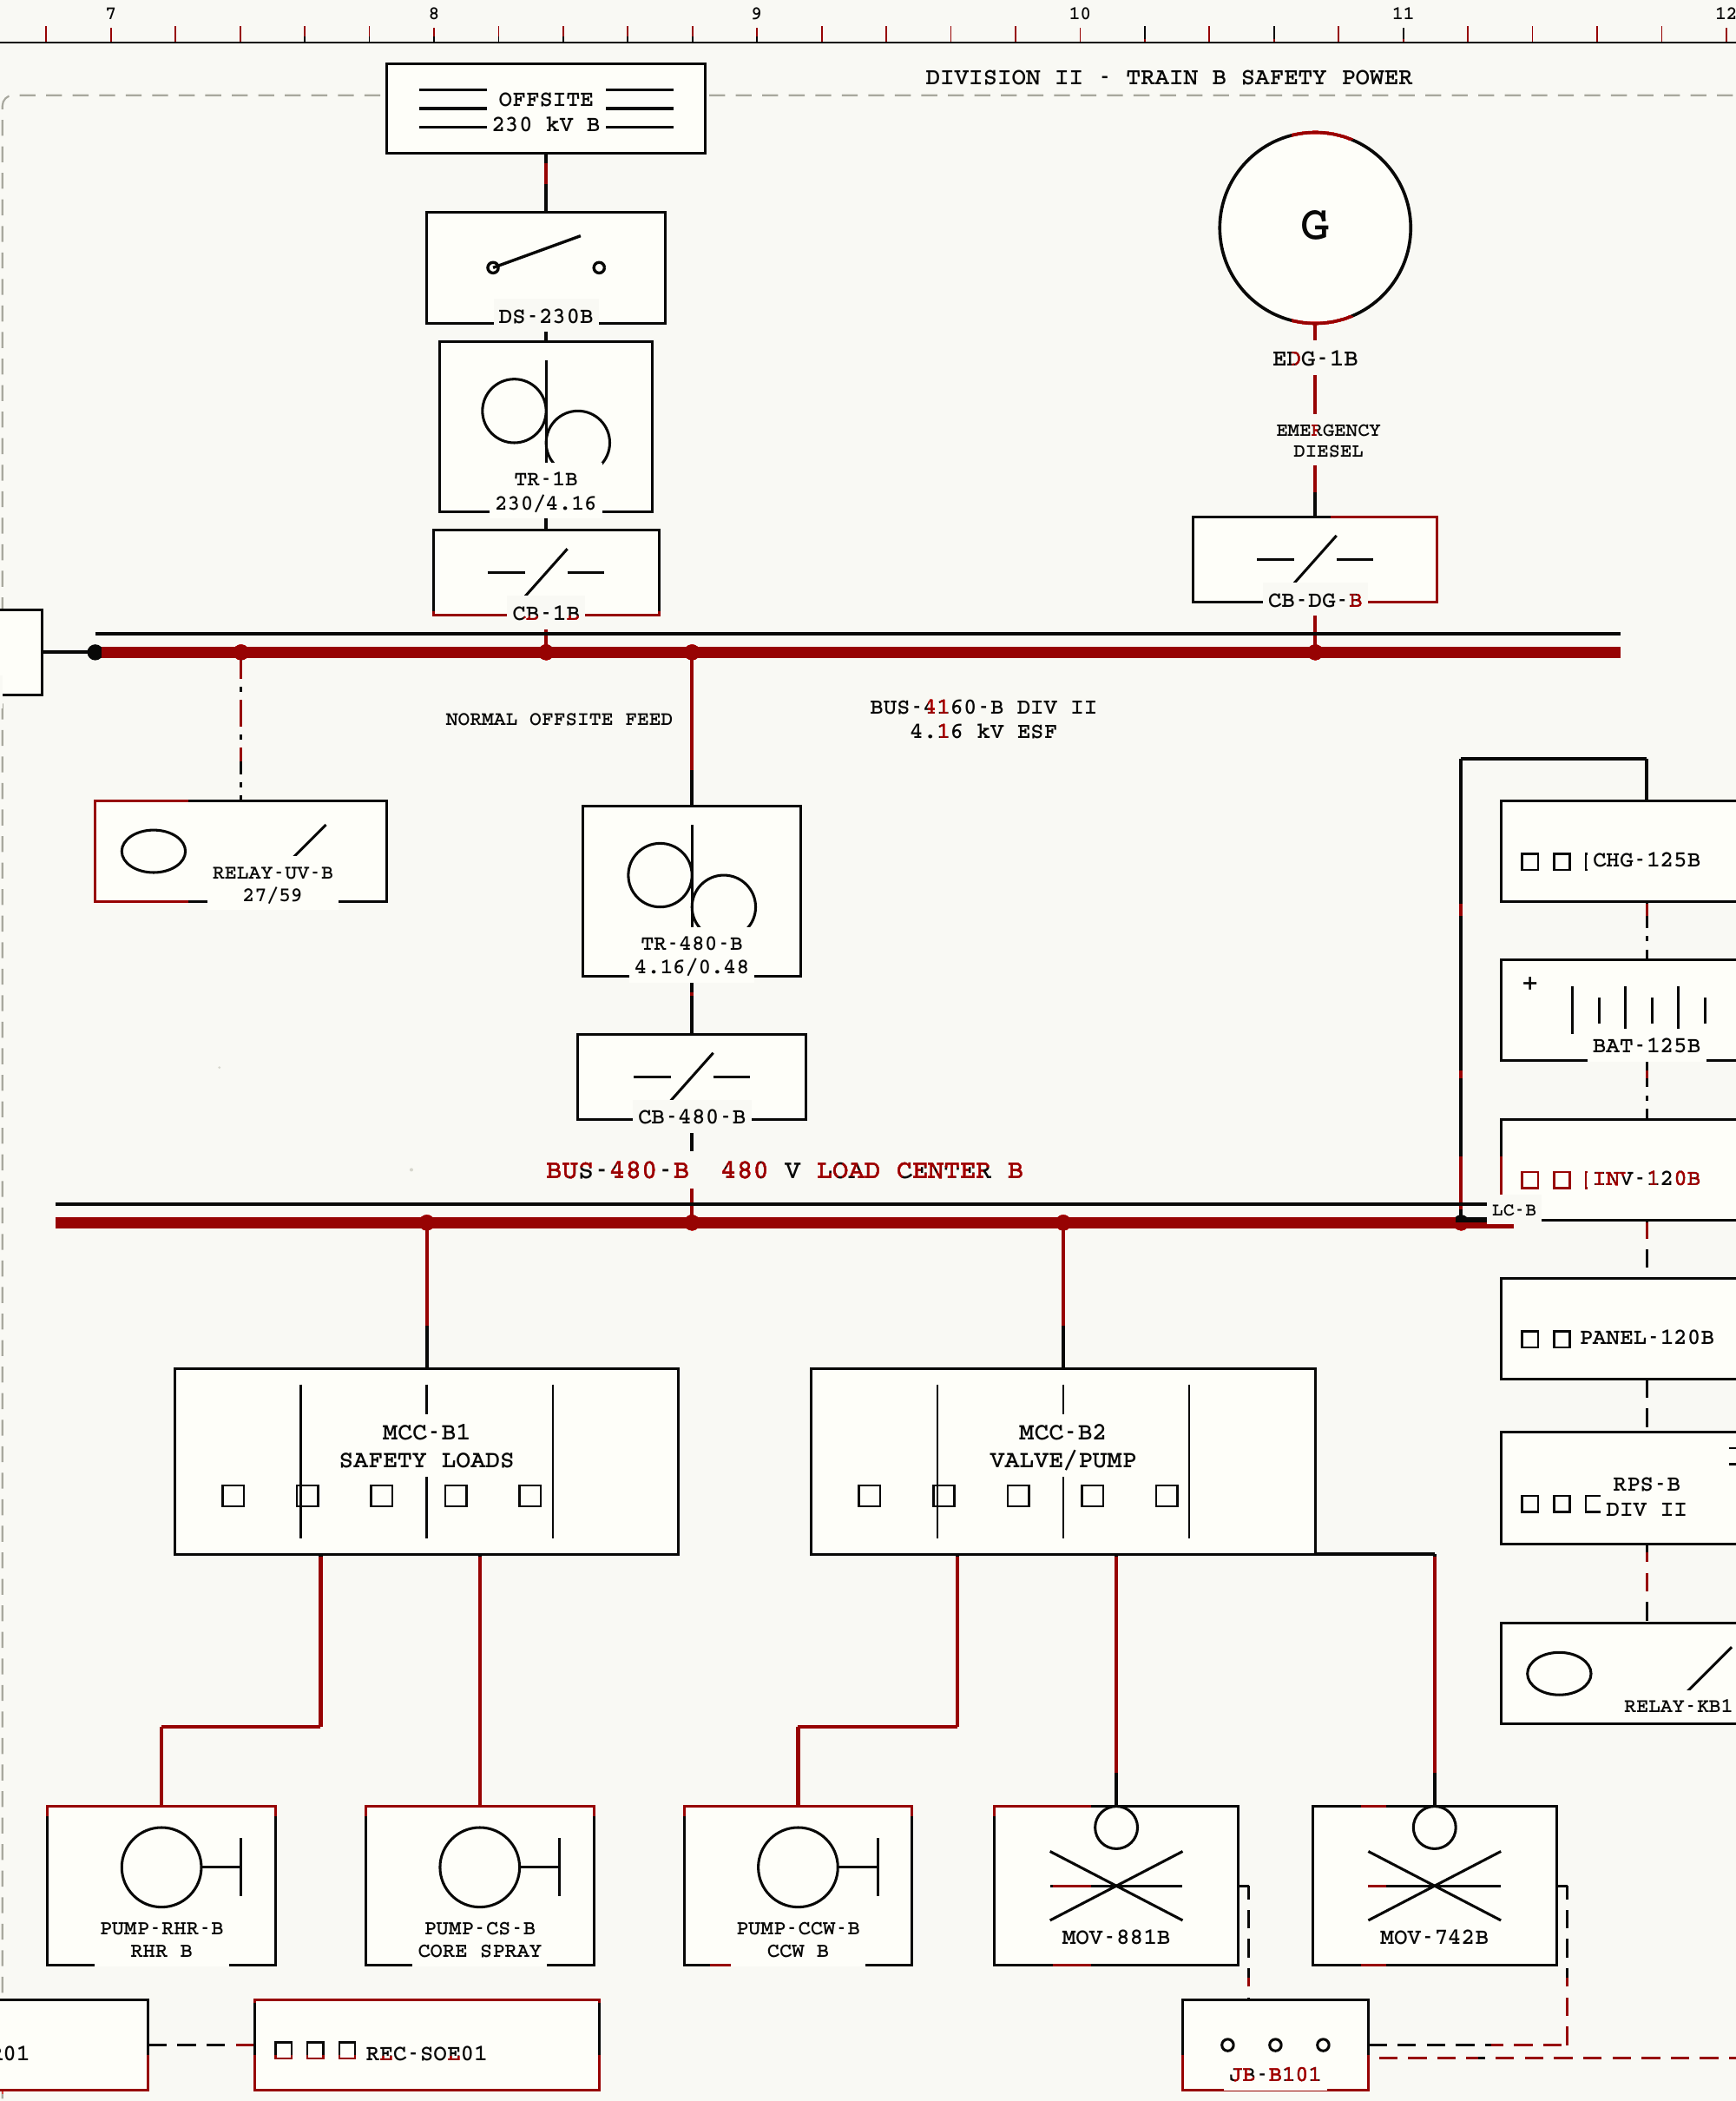 7 8 9 10 11 12
DIVISION II - TRAIN B SAFETY POWER
OFFSITE
230 kV B
G
DS-230B
EDG-1B
EMERGENCY
DIESEL
TR-1B
230/4.16
CB-1B
CB-DG-B
NORMAL OFFSITE FEED
BUS-4160-B DIV II
4.16 kV ESF
RELAY-UV-B
27/59
CHG-125B
TR-480-B
4.16/0.48
+
BAT-125B
CB-480-B
BUS-480-B 480 V LOAD CENTER B
INV-120B
LC-B
PANEL-120B
MCC-B1
SAFETY LOADS
MCC-B2
VALVE/PUMP
RPS-B
DIV II
RELAY-KB1
PUMP-RHR-B
RHR B
PUMP-CS-B
CORE SPRAY
PUMP-CCW-B
CCW B
MOV-881B
MOV-742B
01
REC-SOE01
JB-B101